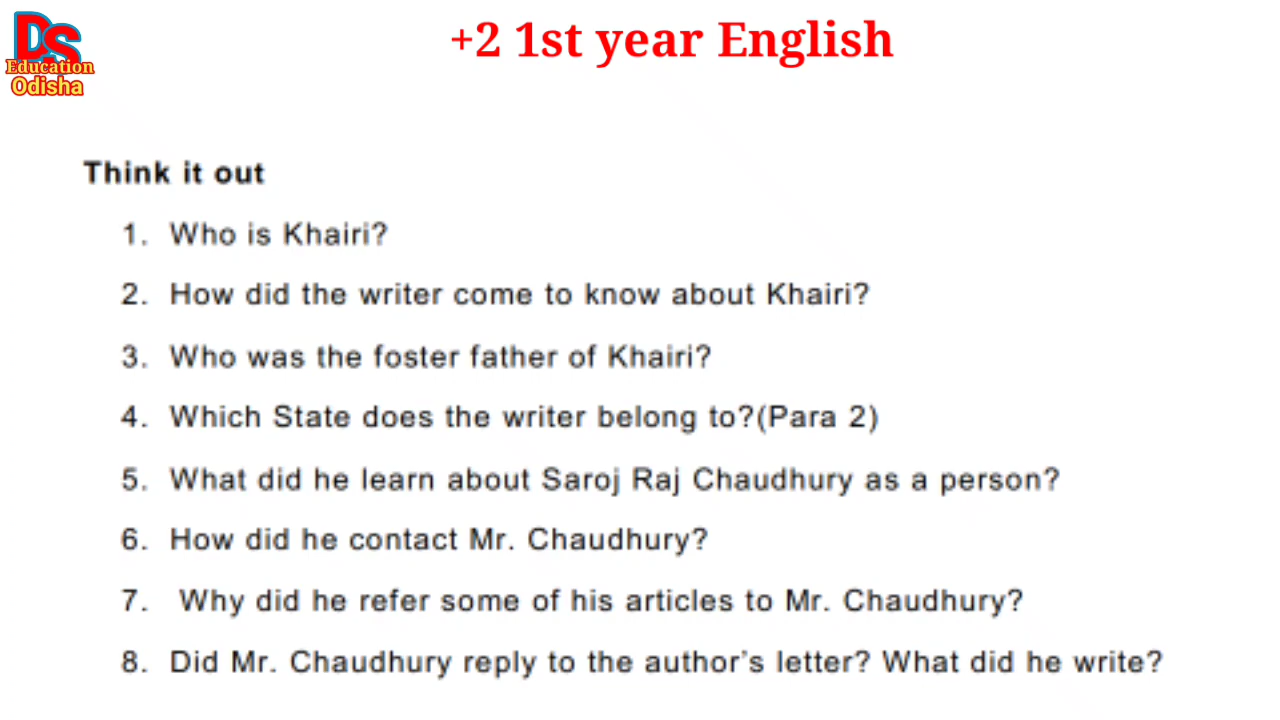 DS
Education
Odisha
+2 1st year English
Think it out
1. Who is Khairi?
2. How did the writer come to know about Khairi?
3. Who was the foster father of Khairi?
4. Which State does the writer belong to?(Para 2)
5. What did he learn about Saroj Raj Chaudhury as a person?
6. How did he contact Mr. Chaudhury?
7. Why did he refer some of his articles to Mr. Chaudhury?
8. Did Mr. Chaudhury reply to the author's letter? What did he write?